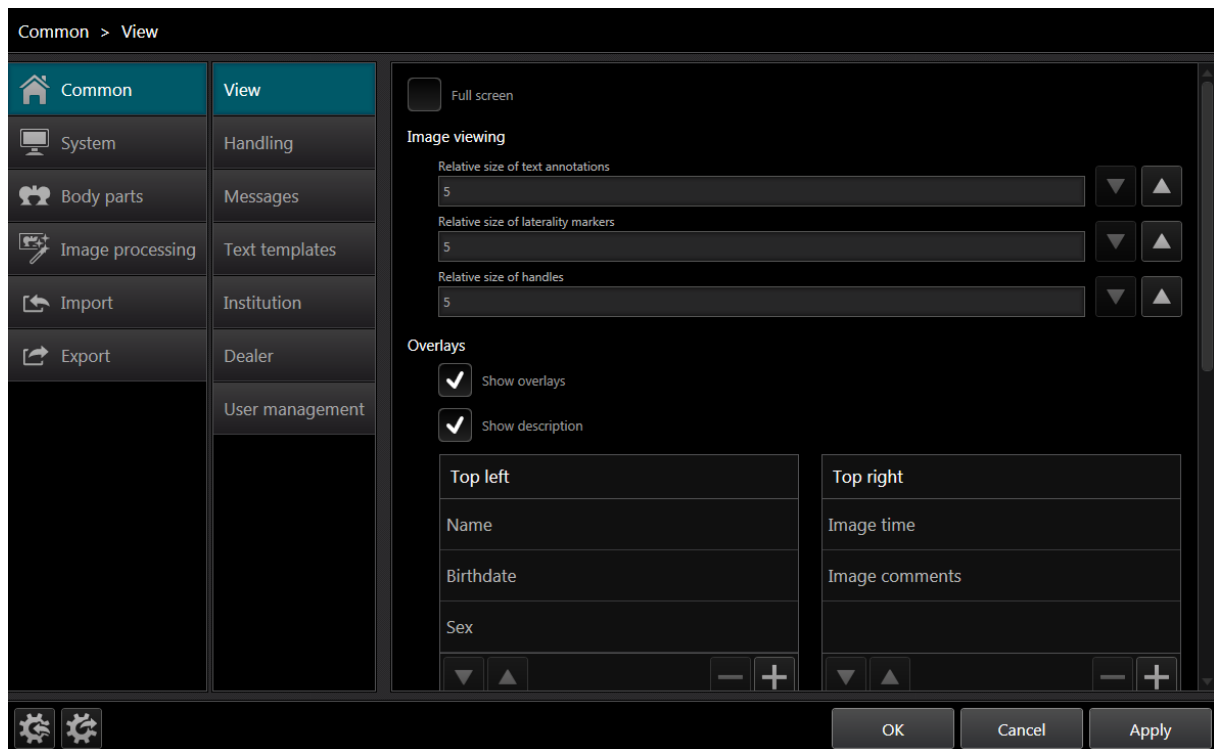 Common > View
Common
System
Body parts
Image processing
Import
Export
View
Handling
Messages
Text templates
Institution
Dealer
User management
Full screen
Image viewing
Relative size of text annotations
5
Relative size of laterality markers
5
Relative size of handles
5
Overlays
Show overlays
Show description
Top left
Name
Birthdate
Sex
Top right
Image time
Image comments
OK
Cancel
Apply